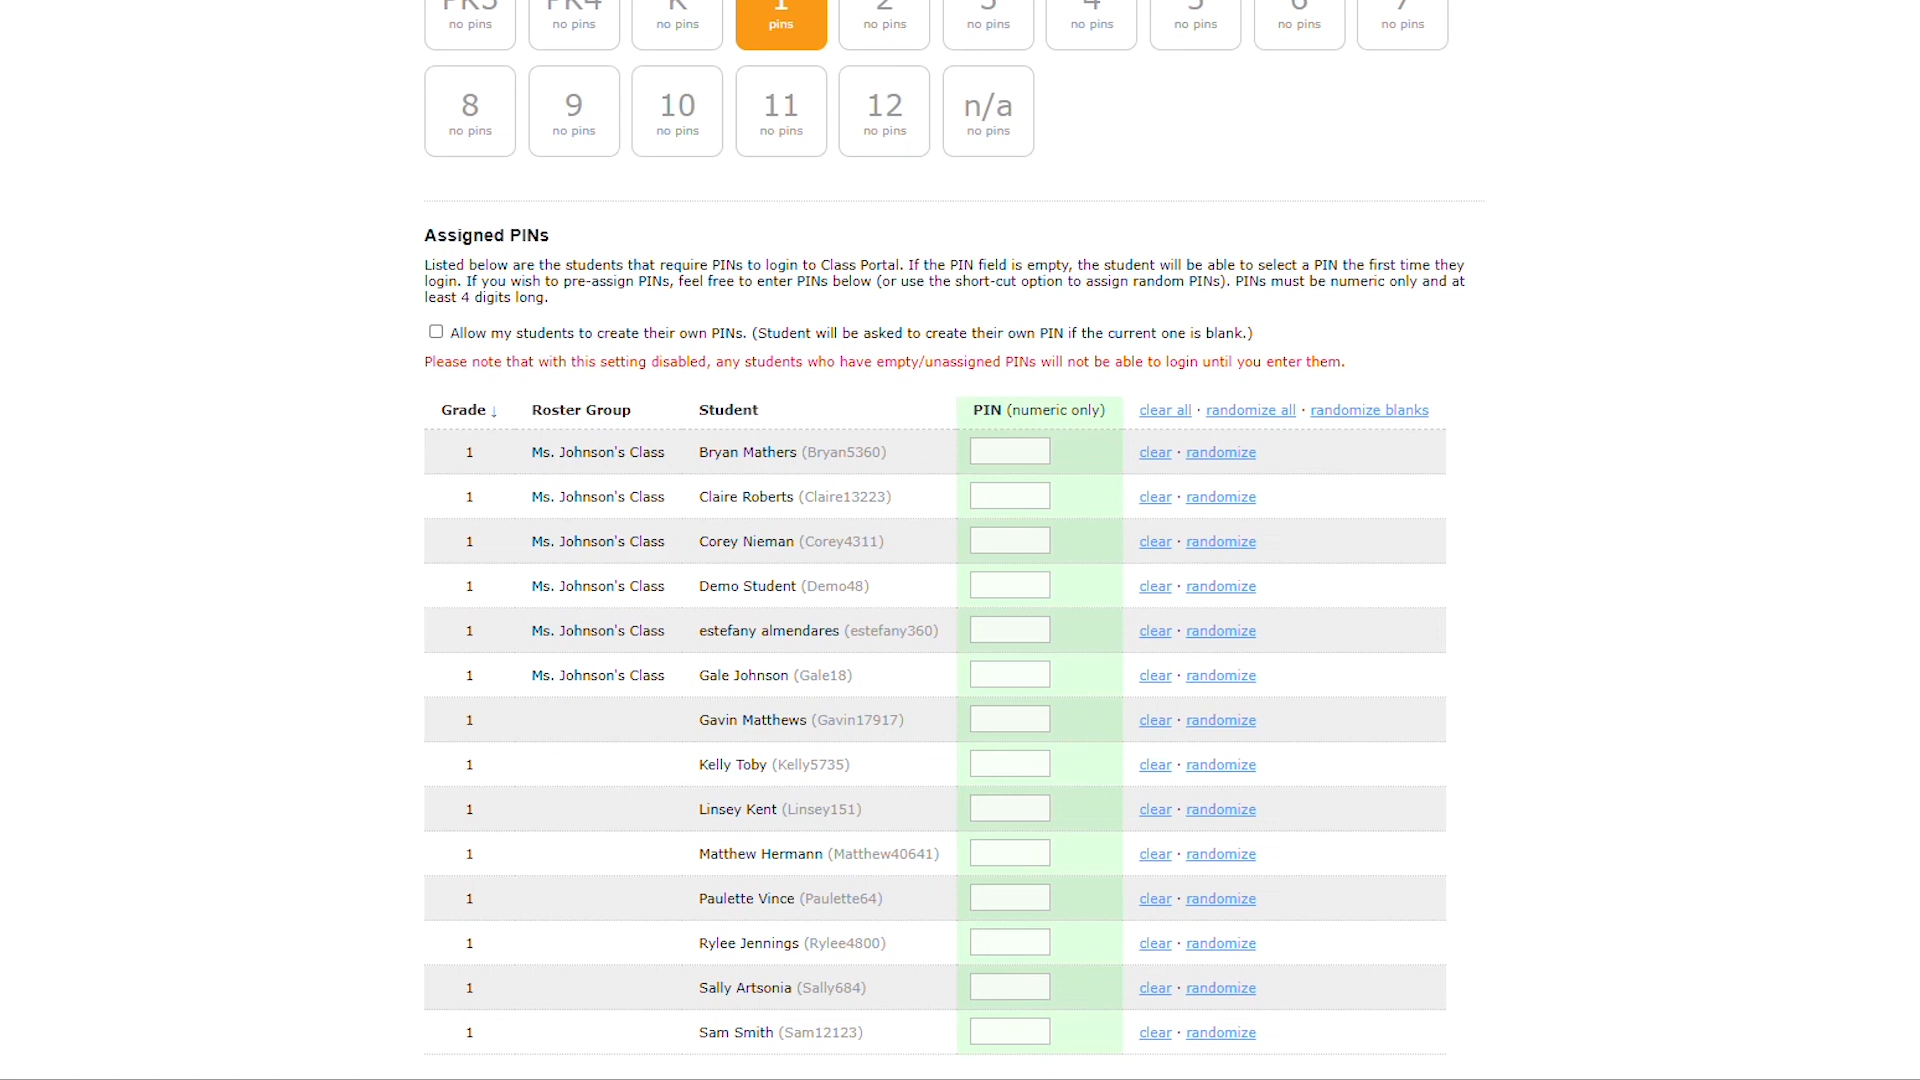 PK3 PK4 K 1 2 3 4 5 6 7
no pins no pins no pins pins no pins no pins no pins no pins no pins no pins
8 9 10 11 12 n/a
no pins no pins no pins no pins no pins no pins
Assigned PINs
Listed below are the students that require PINs to login to Class Portal. If the PIN field is empty, the student will be able to select a PIN the first time they
login. If you wish to pre-assign PINs, feel free to enter PINs below (or use the short-cut option to assign random PINs). PINs must be numeric only and at
least 4 digits long.
Allow my students to create their own PINs. (Student will be asked to create their own PIN if the current one is blank.)
Please note that with this setting disabled, any students who have empty/unassigned PINs will not be able to login until you enter them.
Grade ↓ Roster Group Student PIN (numeric only) clear all · randomize all · randomize blanks
1 Ms. Johnson's Class Bryan Mathers (Bryan5360) clear · randomize
1 Ms. Johnson's Class Claire Roberts (Claire13223) clear · randomize
1 Ms. Johnson's Class Corey Nieman (Corey4311) clear · randomize
1 Ms. Johnson's Class Demo Student (Demo48) clear · randomize
1 Ms. Johnson's Class estefany almendares (estefany360) clear · randomize
1 Ms. Johnson's Class Gale Johnson (Gale18) clear · randomize
1 Gavin Matthews (Gavin17917) clear · randomize
1 Kelly Toby (Kelly5735) clear · randomize
1 Linsey Kent (Linsey151) clear · randomize
1 Matthew Hermann (Matthew40641) clear · randomize
1 Paulette Vince (Paulette64) clear · randomize
1 Rylee Jennings (Rylee4800) clear · randomize
1 Sally Artsonia (Sally684) clear · randomize
1 Sam Smith (Sam12123) clear · randomize